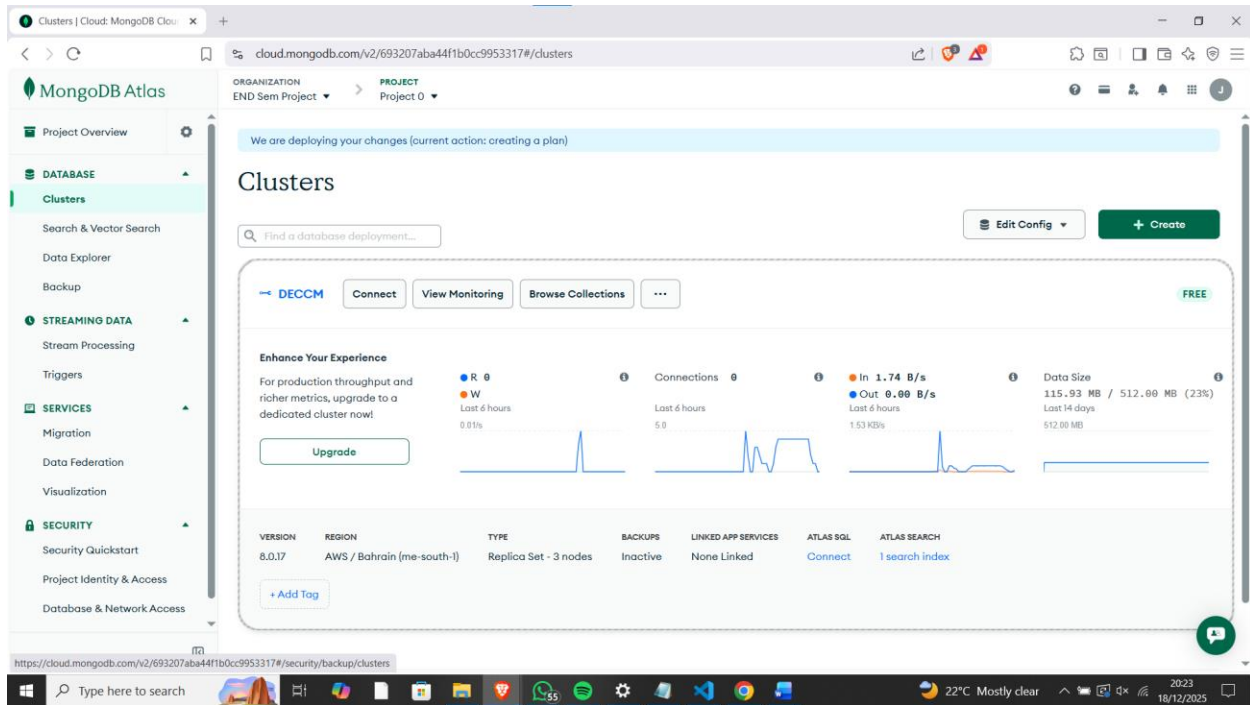 Clusters | Cloud: MongoDB Clou
cloud.mongodb.com/v2/693207aba44f1b0cc9953317#/clusters
MongoDB Atlas
ORGANIZATION
END Sem Project
PROJECT
Project 0
J
Project Overview
DATABASE
Clusters
Search & Vector Search
Data Explorer
Backup
STREAMING DATA
Stream Processing
Triggers
SERVICES
Migration
Data Federation
Visualization
SECURITY
Security Quickstart
Project Identity & Access
Database & Network Access
We are deploying your changes (current action: creating a plan)
Clusters
Find a database deployment...
Edit Config
+ Create
DECCM
Connect
View Monitoring
Browse Collections
...
FREE
Enhance Your Experience
For production throughput and
richer metrics, upgrade to a
dedicated cluster now!
Upgrade
R 0
W
Last 6 hours
0.01/s
Connections 0
Last 6 hours
5.0
In 1.74 B/s
Out 0.00 B/s
Last 6 hours
1.53 KB/s
Data Size
115.93 MB / 512.00 MB (23%)
Last 14 days
512.00 MB
VERSION
8.0.17
REGION
AWS / Bahrain (me-south-1)
TYPE
Replica Set - 3 nodes
BACKUPS
Inactive
LINKED APP SERVICES
None Linked
ATLAS SQL
Connect
ATLAS SEARCH
1 search index
+ Add Tag
https://cloud.mongodb.com/v2/693207aba44f1b0cc9953317#/security/backup/clusters
Type here to search
55
22°C Mostly clear
20:23
18/12/2025